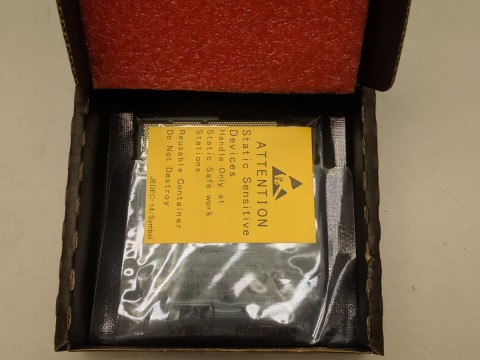 ATTENTION
Static Sensitive
Devices
Handle Only at
Static Safe work
Stations
Reusable Container
Do Not Destroy
JEDEC-14 Symbol